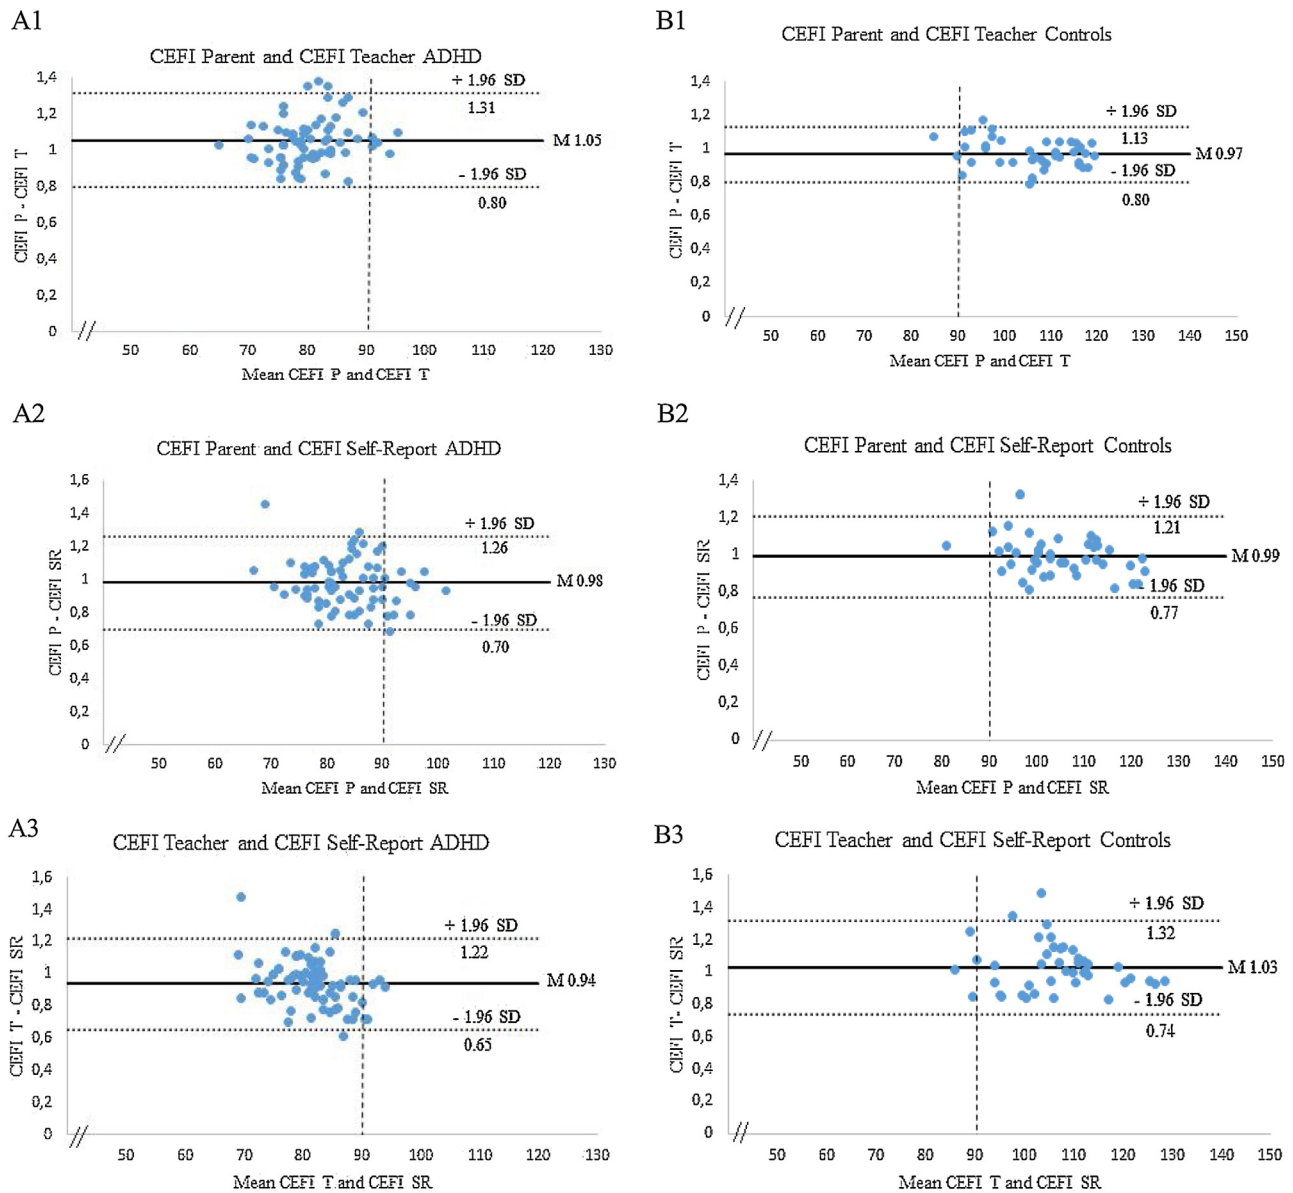 A1
CEFI Parent and CEFI Teacher ADHD
1,4
1,2
1
0,8
0,6
0,4
0,2
0
CEFI P - CEFI T
+ 1.96 SD
1.31
M 1.05
- 1.96 SD
0.80
50 60 70 80 90 100 110 120 130
Mean CEFI P and CEFI T
B1
CEFI Parent and CEFI Teacher Controls
1,4
1,2
1
0,8
0,6
0,4
0,2
0
CEFI P - CEFI T
+ 1.96 SD
1.13
M 0.97
- 1.96 SD
0.80
50 60 70 80 90 100 110 120 130 140 150
Mean CEFI P and CEFI T
A2
CEFI Parent and CEFI Self-Report ADHD
1,6
1,4
1,2
1
0,8
0,6
0,4
0,2
0
CEFI P - CEFI SR
+ 1.96 SD
1.26
M 0.98
- 1.96 SD
0.70
50 60 70 80 90 100 110 120 130
Mean CEFI P and CEFI SR
B2
CEFI Parent and CEFI Self-Report Controls
1,4
1,2
1
0,8
0,6
0,4
0,2
0
CEFI P - CEFI SR
+ 1.96 SD
1.21
M 0.99
- 1.96 SD
0.77
50 60 70 80 90 100 110 120 130 140 150
Mean CEFI P and CEFI SR
A3
CEFI Teacher and CEFI Self-Report ADHD
1,6
1,4
1,2
1
0,8
0,6
0,4
0,2
0
CEFI T - CEFI SR
+ 1.96 SD
1.22
M 0.94
- 1.96 SD
0.65
50 60 70 80 90 100 110 120 130
Mean CEFI T and CEFI SR
B3
CEFI Teacher and CEFI Self-Report Controls
1,6
1,4
1,2
1
0,8
0,6
0,4
0,2
0
CEFI T- CEFI SR
+ 1.96 SD
1.32
M 1.03
- 1.96 SD
0.74
50 60 70 80 90 100 110 120 130 140 150
Mean CEFI T and CEFI SR